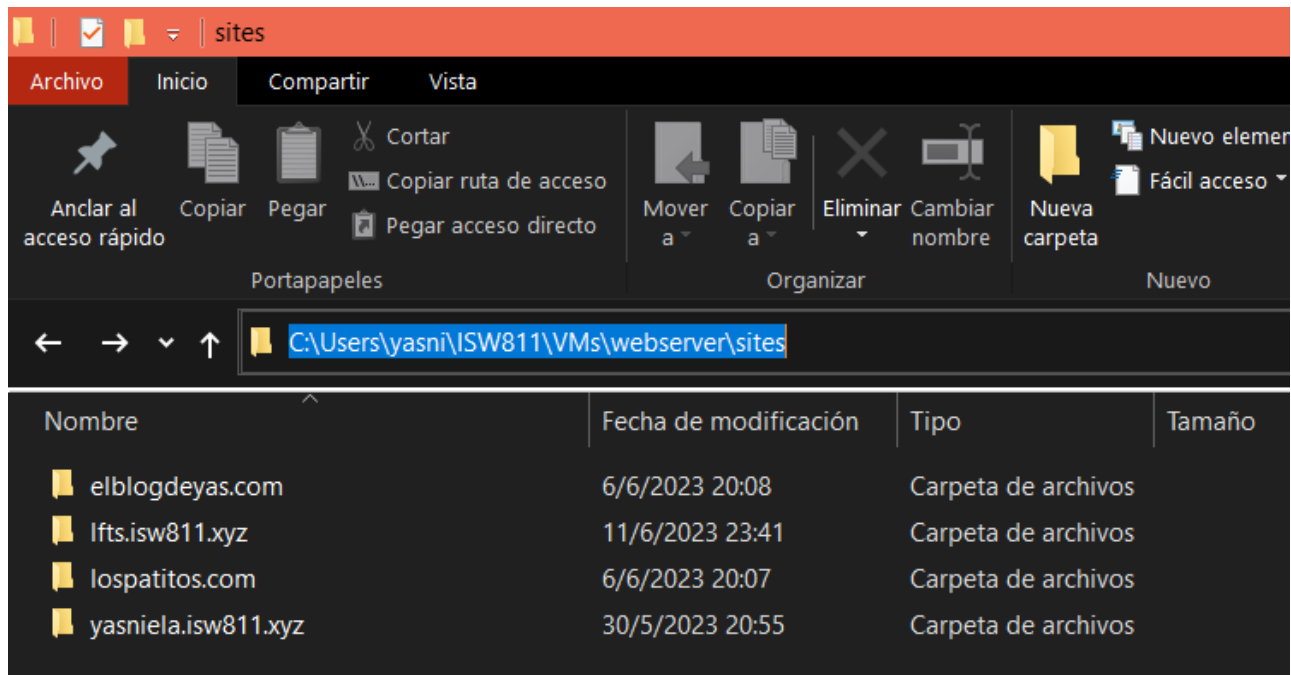 sites
Archivo Inicio Compartir Vista
Anclar al acceso rápido
Copiar
Pegar
Cortar
Copiar ruta de acceso
Pegar acceso directo
Portapapeles
Mover a
Copiar a
Eliminar
Cambiar nombre
Organizar
Nueva carpeta
Nuevo elemen
Fácil acceso
Nuevo
C:\Users\yasni\ISW811\VMs\webserver\sites
Nombre Fecha de modificación Tipo Tamaño
elblogdeyas.com 6/6/2023 20:08 Carpeta de archivos
lfts.isw811.xyz 11/6/2023 23:41 Carpeta de archivos
lospatitos.com 6/6/2023 20:07 Carpeta de archivos
yasniela.isw811.xyz 30/5/2023 20:55 Carpeta de archivos